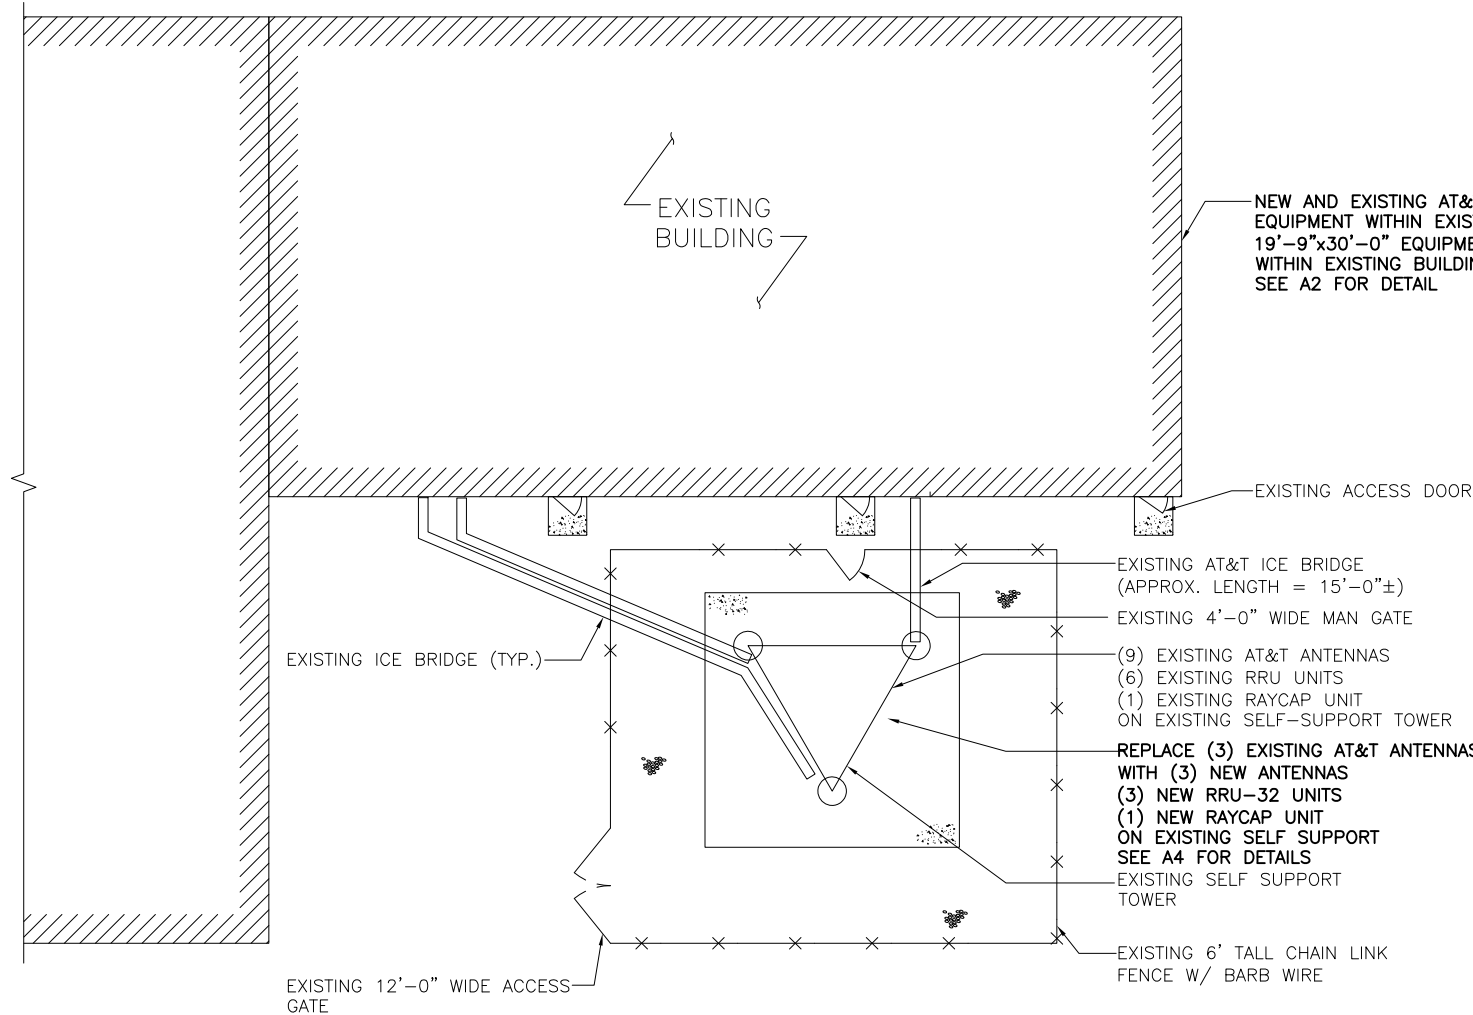 EXISTING
BUILDING
NEW AND EXISTING AT&
EQUIPMENT WITHIN EXIS
19'-9"x30'-0" EQUIPME
WITHIN EXISTING BUILDIN
SEE A2 FOR DETAIL
EXISTING ACCESS DOOR
EXISTING AT&T ICE BRIDGE
(APPROX. LENGTH = 15'-0"±)
EXISTING 4'-0" WIDE MAN GATE
EXISTING ICE BRIDGE (TYP.)
(9) EXISTING AT&T ANTENNAS
(6) EXISTING RRU UNITS
(1) EXISTING RAYCAP UNIT
ON EXISTING SELF-SUPPORT TOWER
REPLACE (3) EXISTING AT&T ANTENNAS
WITH (3) NEW ANTENNAS
(3) NEW RRU-32 UNITS
(1) NEW RAYCAP UNIT
ON EXISTING SELF SUPPORT
SEE A4 FOR DETAILS
EXISTING SELF SUPPORT
TOWER
EXISTING 6' TALL CHAIN LINK
FENCE W/ BARB WIRE
EXISTING 12'-0" WIDE ACCESS
GATE